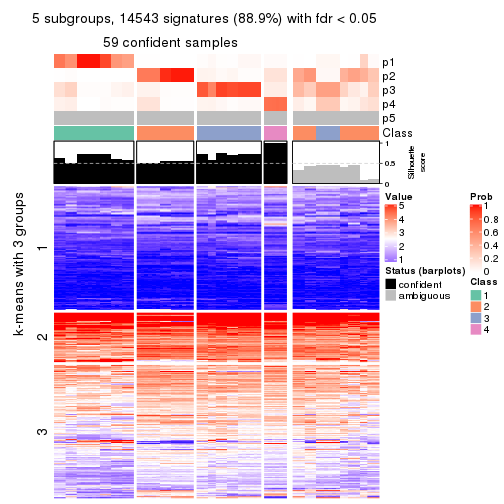 5 subgroups, 14543 signatures (88.9%) with fdr < 0.05
59 confident samples
p1
p2
p3
p4
p5
Class
1
0.5
0
Silhouette
score
k-means with 3 groups
1
2
3
Value
5
4
3
2
1
Status (barplots)
confident
ambiguous
Prob
1
0.8
0.6
0.4
0.2
0
Class
1
2
3
4